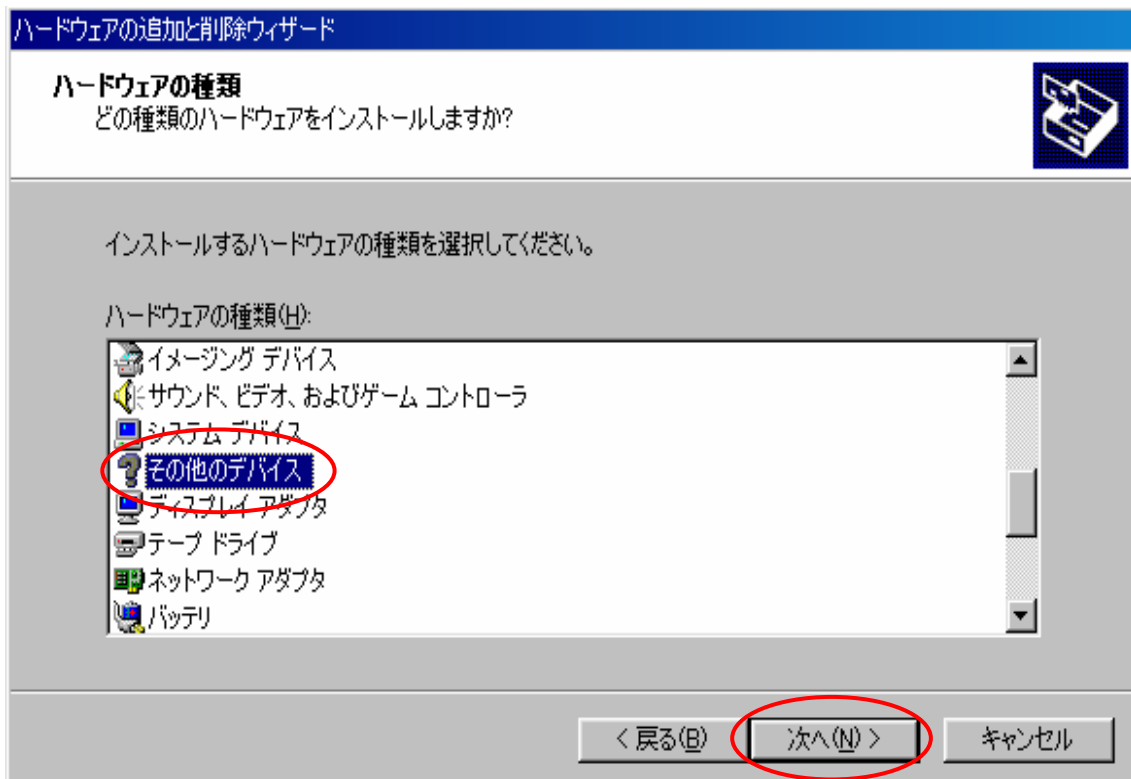 ハードウェアの追加と削除ウィザード
ハードウェアの種類
どの種類のハードウェアをインストールしますか?
インストールするハードウェアの種類を選択してください。
ハードウェアの種類(H):
イメージング デバイス
サウンド、ビデオ、およびゲーム コントローラ
システム デバイス
その他のデバイス
ディスプレイ アダプタ
テープ ドライブ
ネットワーク アダプタ
バッテリ
< 戻る(B) 次へ(N) > キャンセル